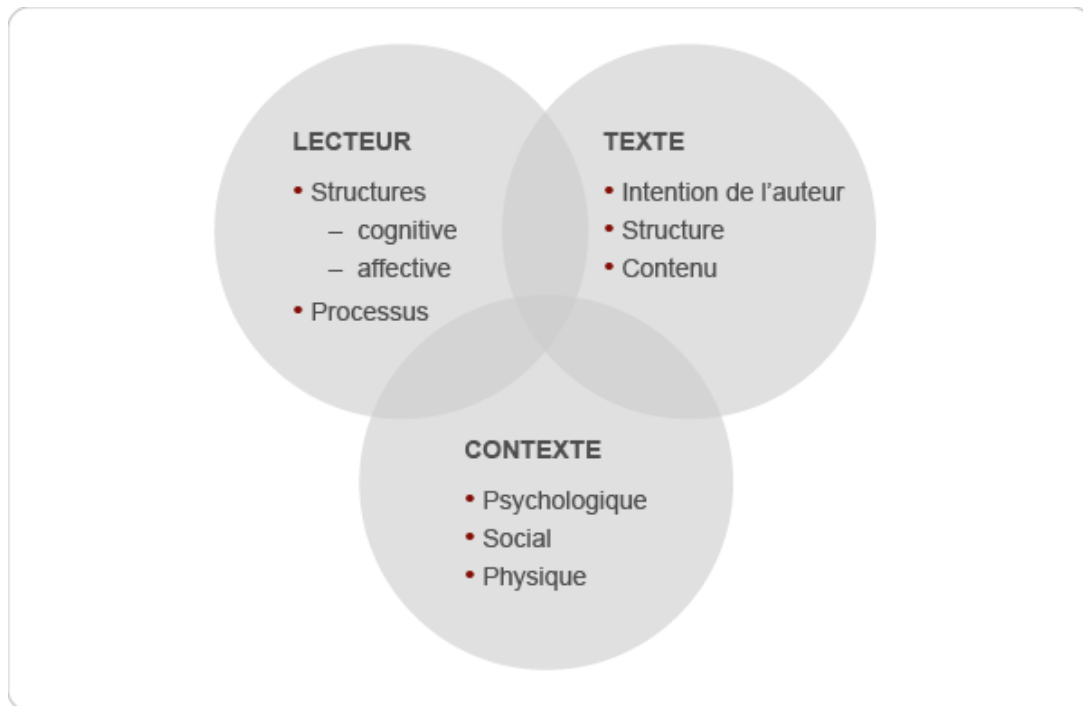 LECTEUR
• Structures
– cognitive
– affective
• Processus
TEXTE
• Intention de l’auteur
• Structure
• Contenu
CONTEXTE
• Psychologique
• Social
• Physique